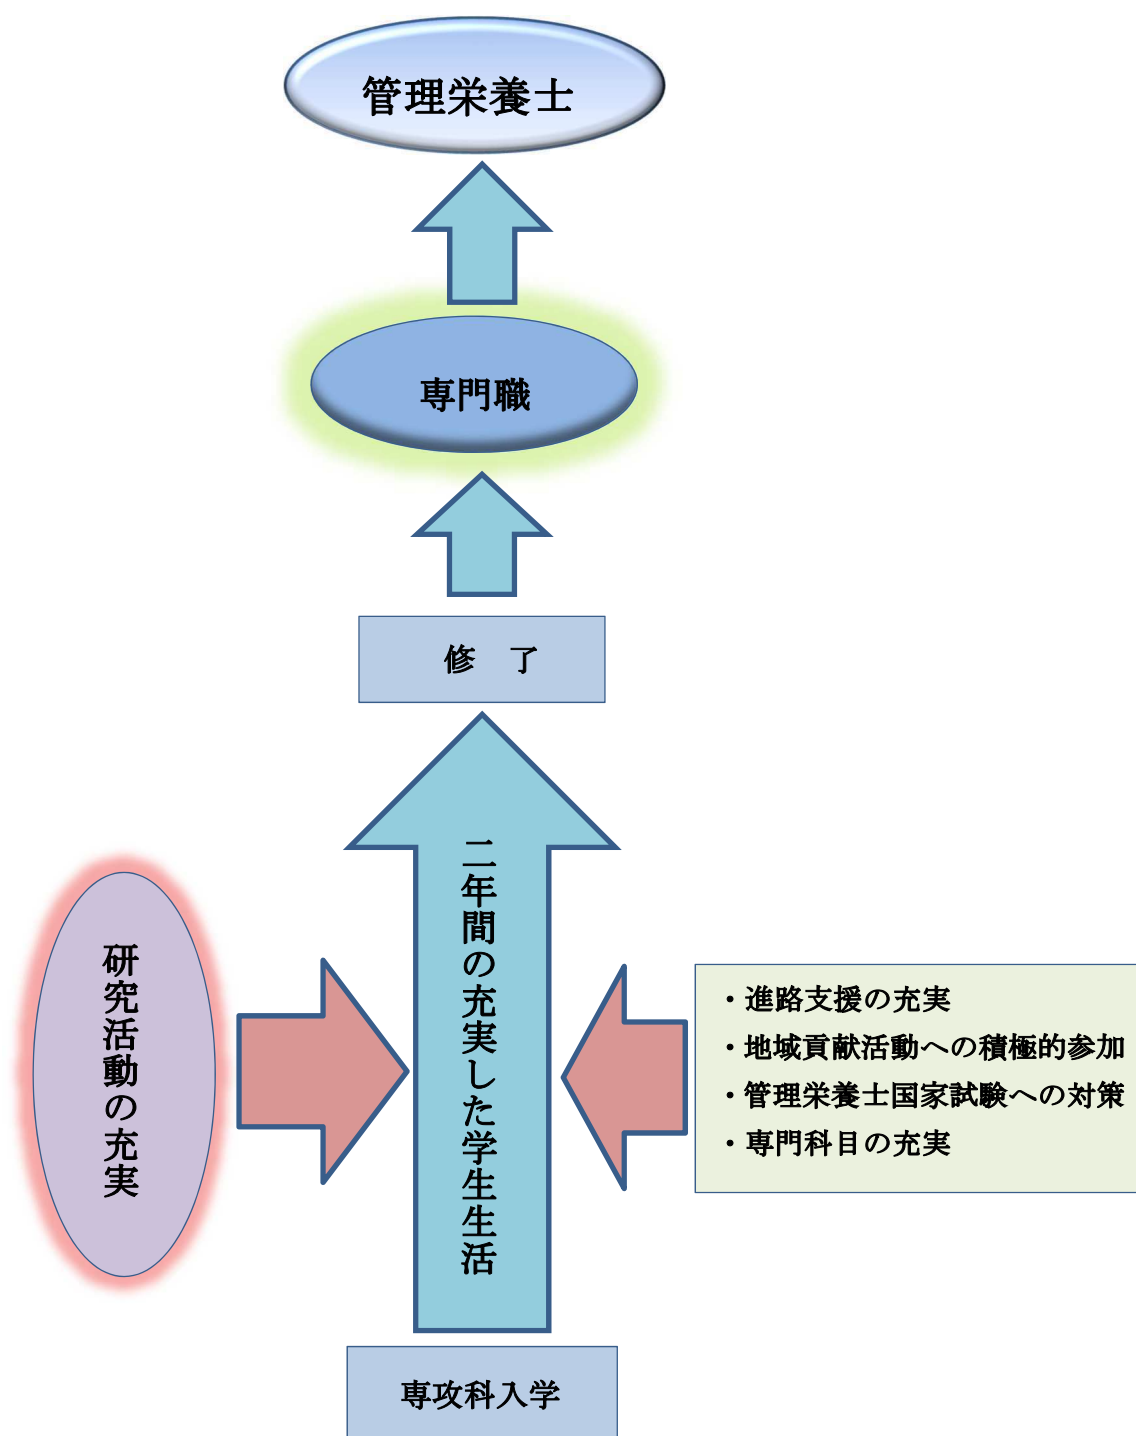 管理栄養士
専門職
修　了
二年間の充実した学生生活
研究活動の充実
・進路支援の充実
・地域貢献活動への積極的参加
・管理栄養士国家試験への対策
・専門科目の充実
専攻科入学